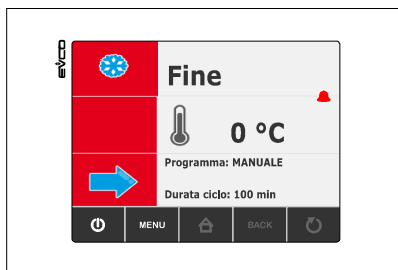 evco
Fine
0 °C
Programma: MANUALE
Durata ciclo: 100 min
MENU
BACK